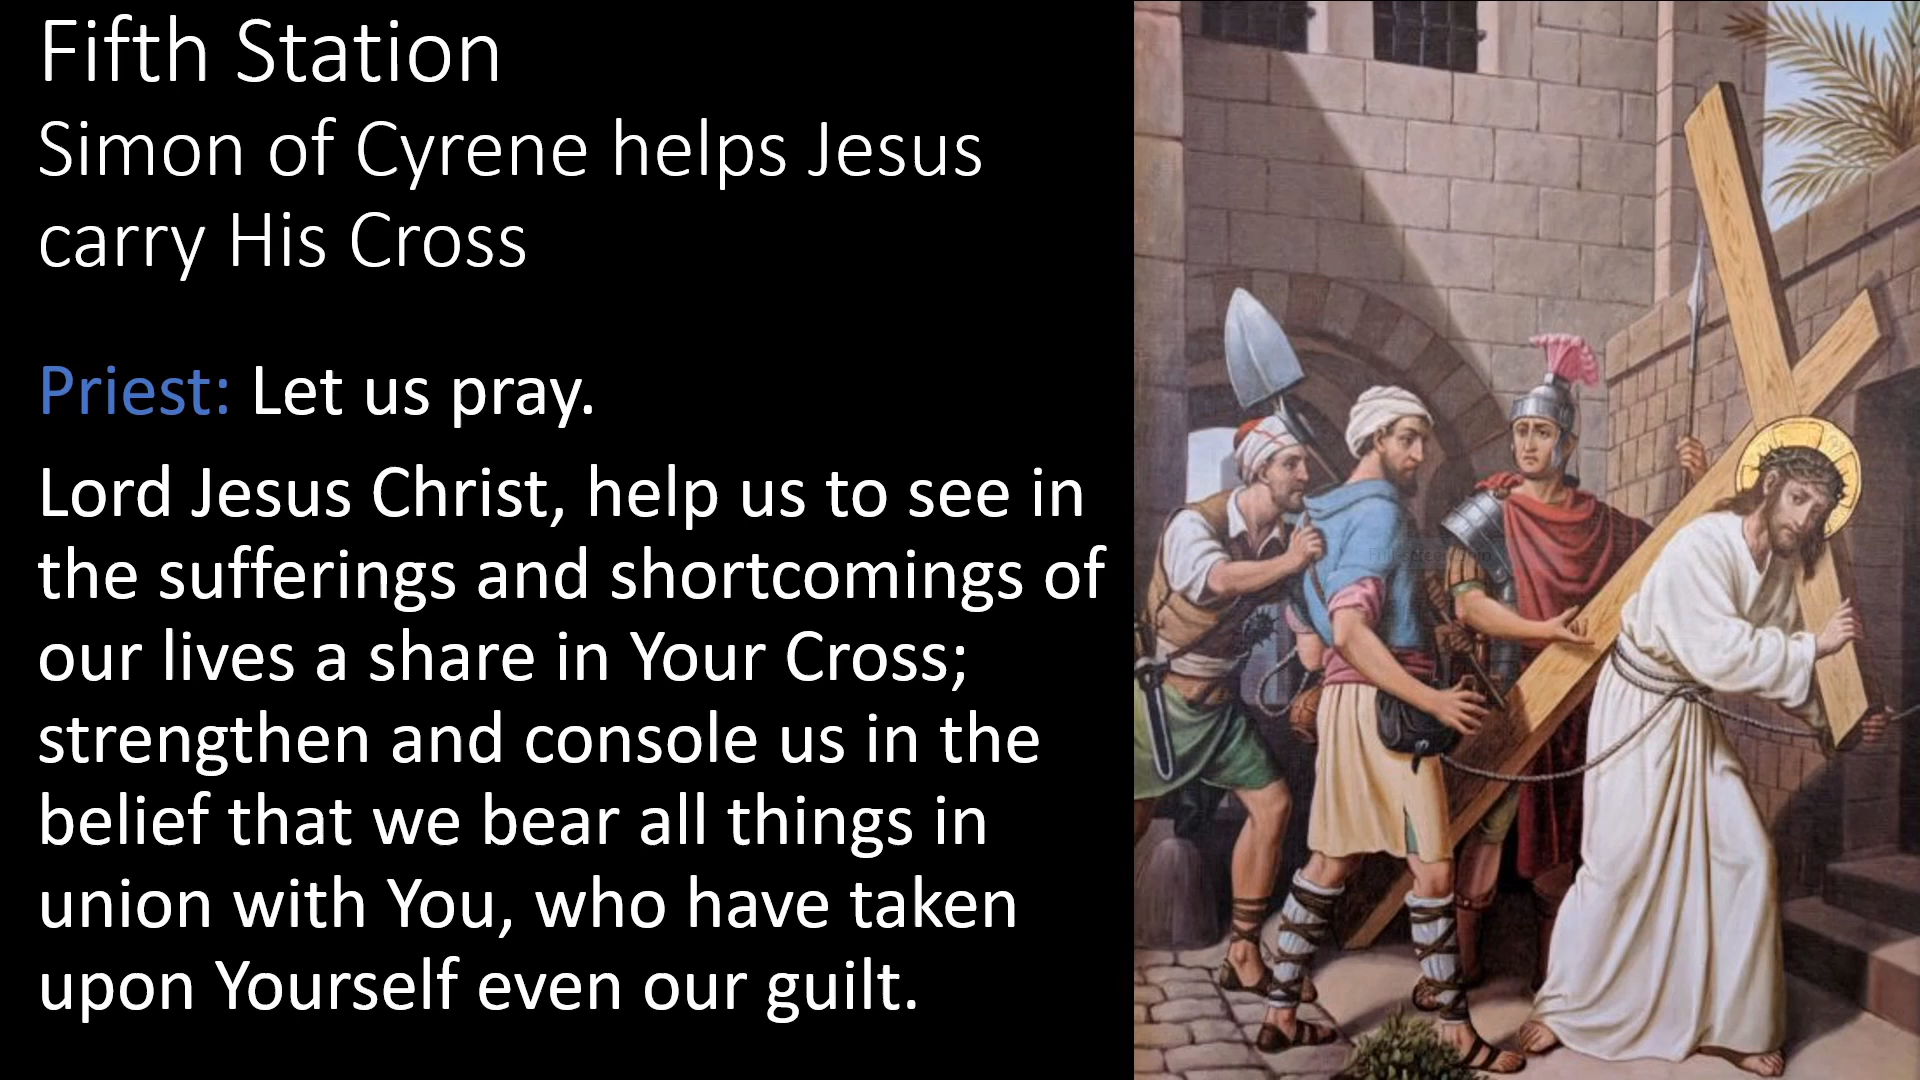 Fifth Station
Simon of Cyrene helps Jesus
carry His Cross
Priest: Let us pray.
Lord Jesus Christ, help us to see in
the sufferings and shortcomings of
our lives a share in Your Cross;
strengthen and console us in the
belief that we bear all things in
union with You, who have taken
upon Yourself even our guilt.